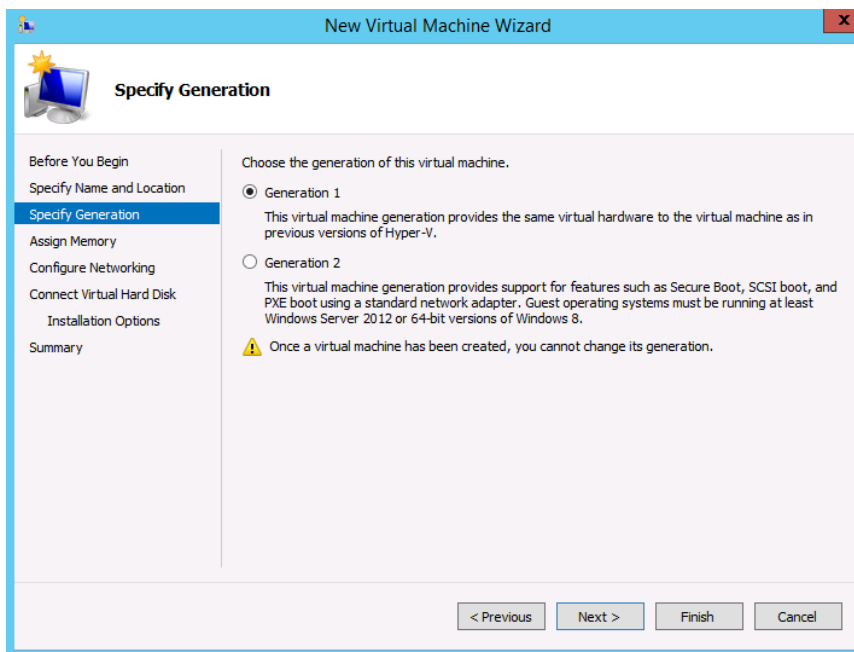 New Virtual Machine Wizard
x
Specify Generation
Before You Begin
Specify Name and Location
Specify Generation
Assign Memory
Configure Networking
Connect Virtual Hard Disk
Installation Options
Summary
Choose the generation of this virtual machine.
Generation 1
This virtual machine generation provides the same virtual hardware to the virtual machine as in
previous versions of Hyper-V.
Generation 2
This virtual machine generation provides support for features such as Secure Boot, SCSI boot, and
PXE boot using a standard network adapter. Guest operating systems must be running at least
Windows Server 2012 or 64-bit versions of Windows 8.
Once a virtual machine has been created, you cannot change its generation.
< Previous
Next >
Finish
Cancel